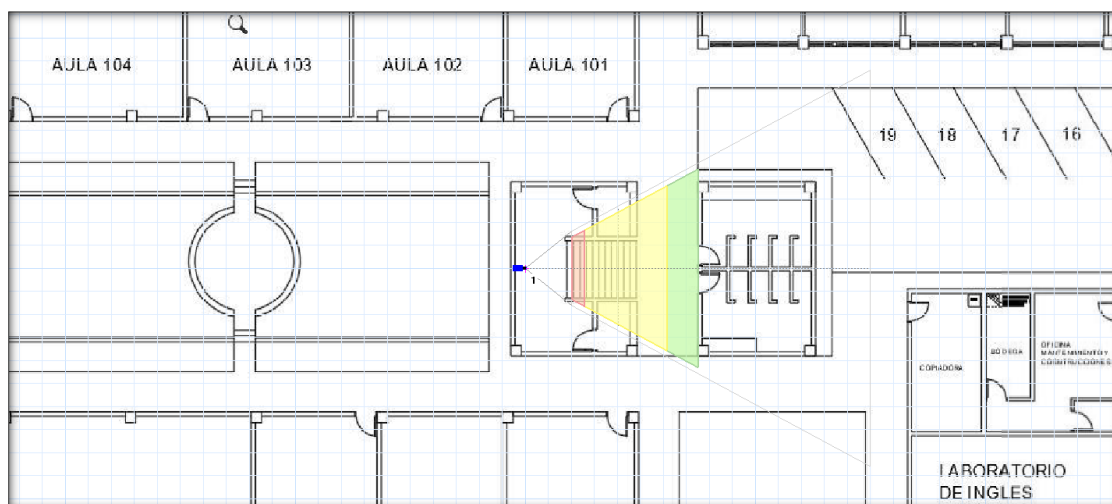 AULA 104
AULA 103
AULA 102
AULA 101
19
18
17
16
1
COPIADORA
BODEGA
OFICINA
MANTENIMIENTO Y
CONSTRUCCIONES
LABORATORIO
DE INGLES